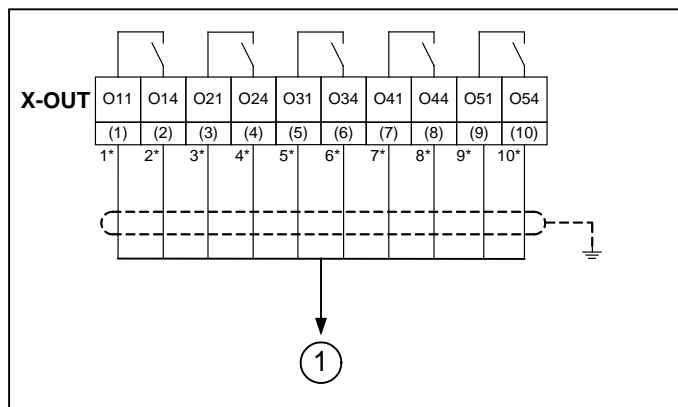 X-OUT O11 O14 O21 O24 O31 O34 O41 O44 O51 O54
(1) (2) (3) (4) (5) (6) (7) (8) (9) (10)
1* 2* 3* 4* 5* 6* 7* 8* 9* 10*
1